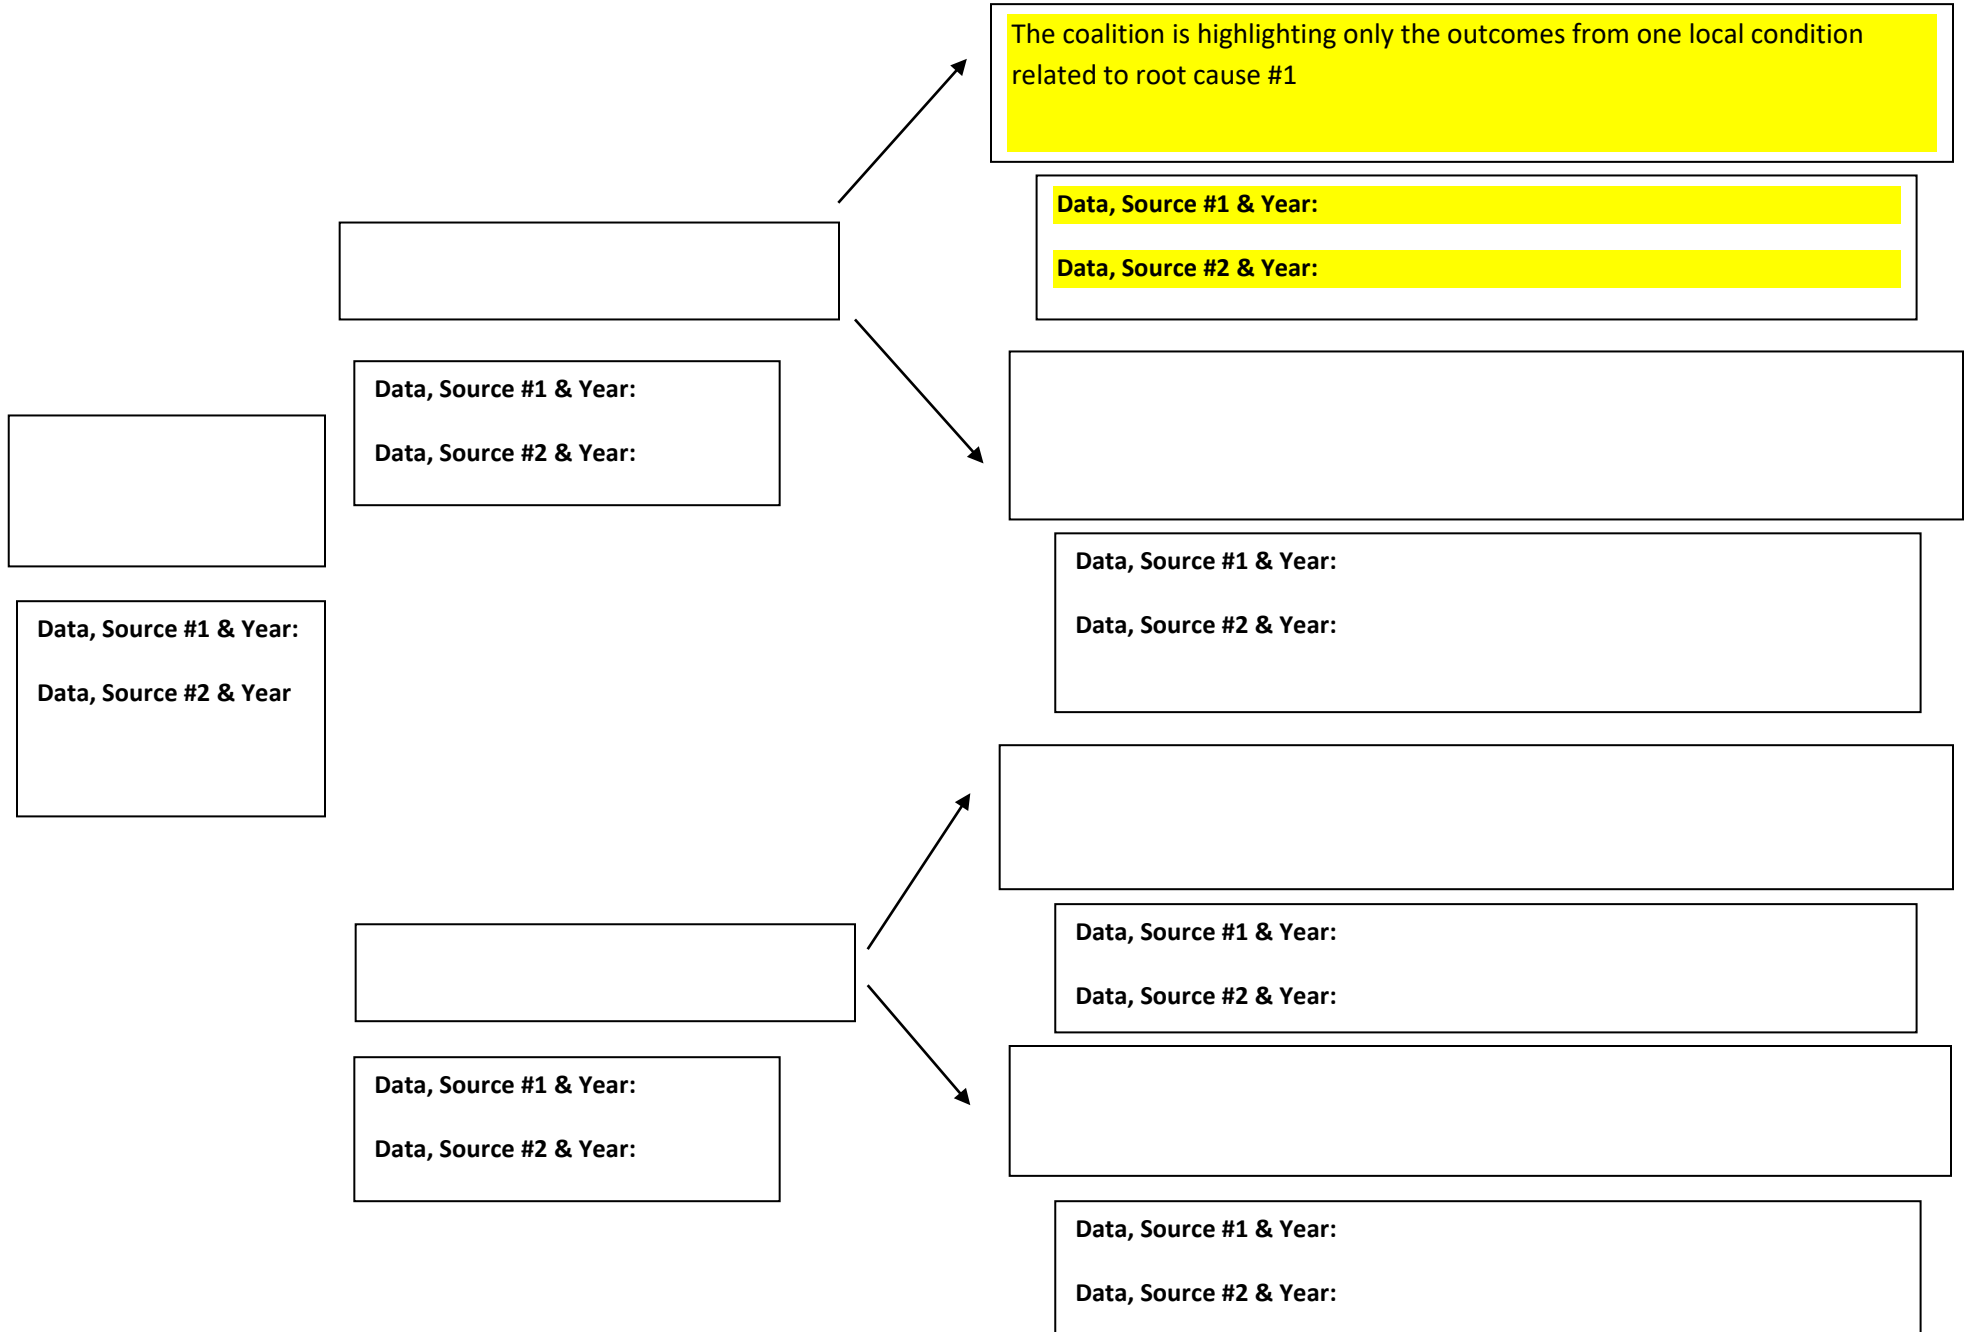 The coalition is highlighting only the outcomes from one local condition
related to root cause #1
Data, Source #1 & Year:
Data, Source #2 & Year:
Data, Source #1 & Year:
Data, Source #2 & Year:
Data, Source #1 & Year:
Data, Source #2 & Year:
Data, Source #1 & Year:
Data, Source #2 & Year
Data, Source #1 & Year:
Data, Source #2 & Year:
Data, Source #1 & Year:
Data, Source #2 & Year:
Data, Source #1 & Year:
Data, Source #2 & Year: